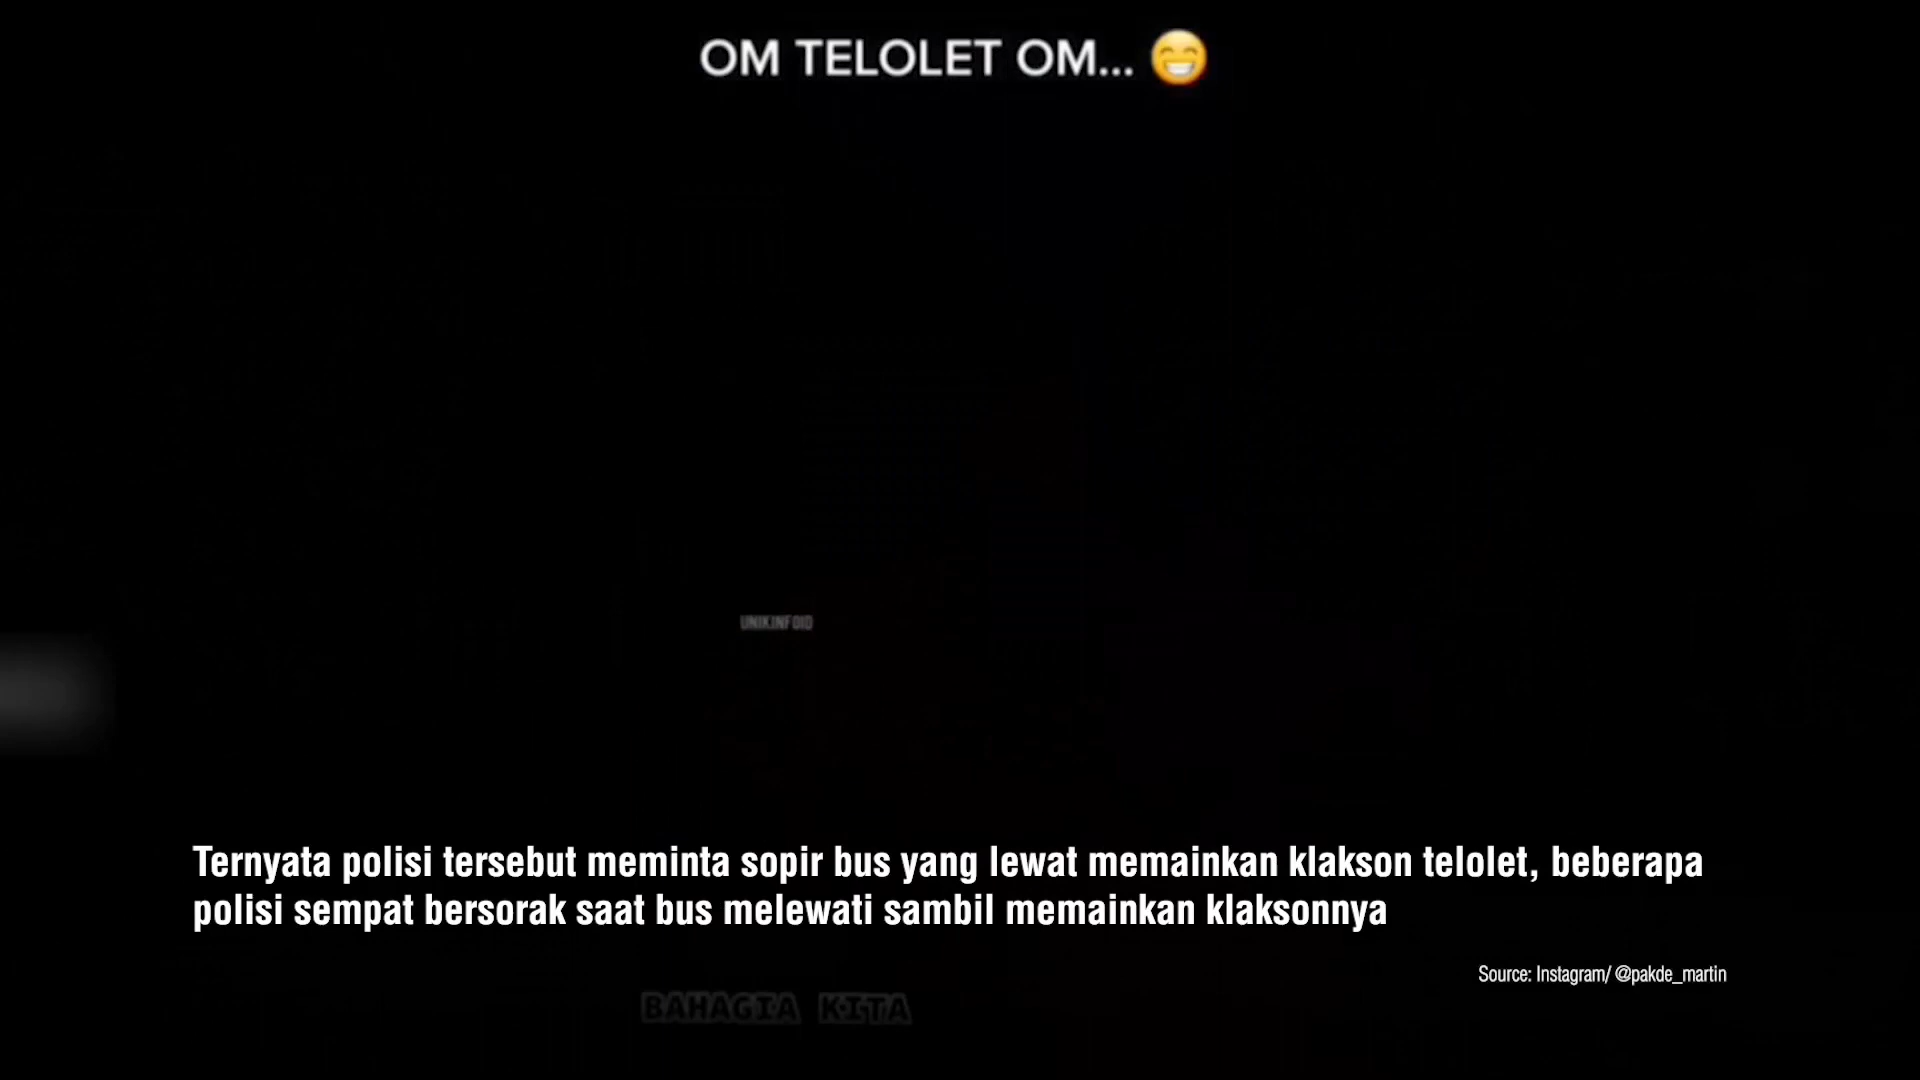 OM TELOLET OM... 😁
UNIKINFOID
Ternyata polisi tersebut meminta sopir bus yang lewat memainkan klakson telolet, beberapa
polisi sempat bersorak saat bus melewati sambil memainkan klaksonnya
Source: Instagram/ @pakde_martin
BAHAGIA KITA